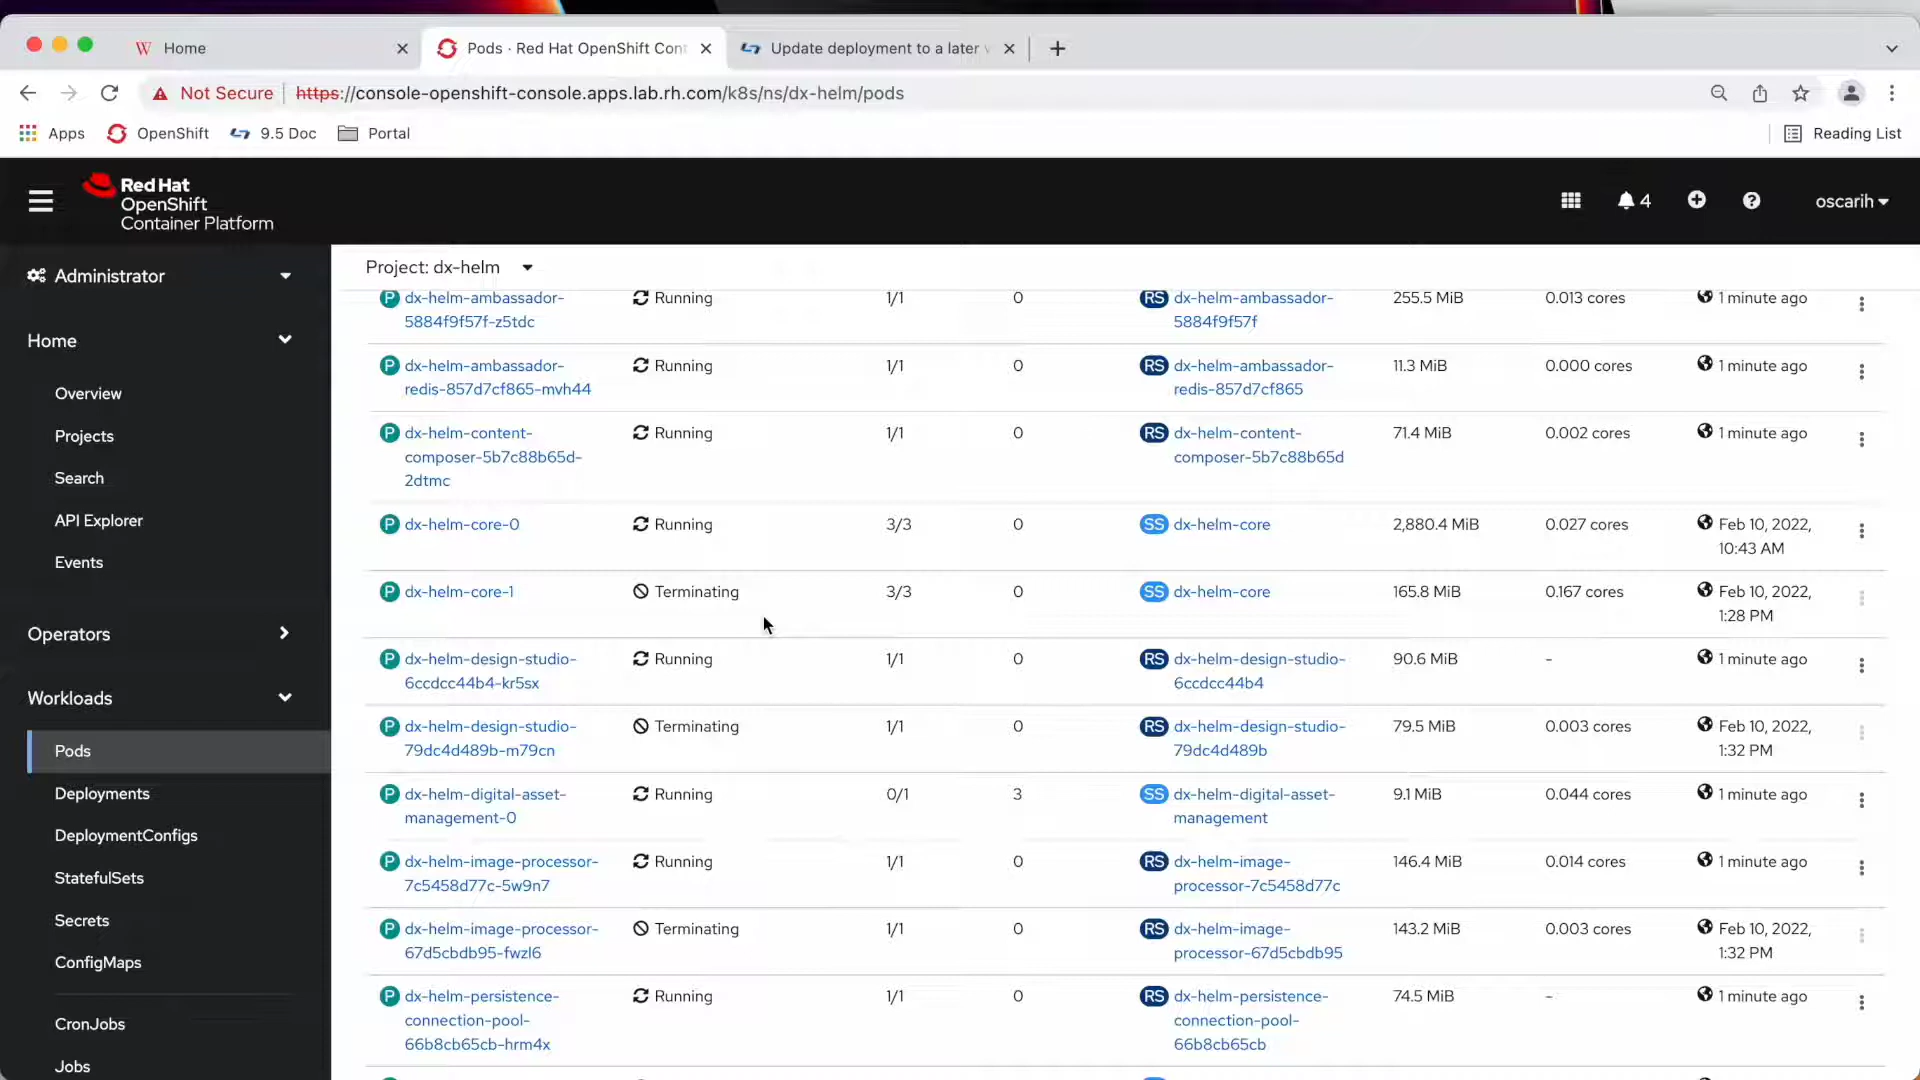 Home
Pods · Red Hat OpenShift Con
Update deployment to a later v
Not Secure
https://console-openshift-console.apps.lab.rh.com/k8s/ns/dx-helm/pods
Apps
OpenShift
9.5 Doc
Portal
Reading List
Red Hat
OpenShift
Container Platform
4
oscarih
Administrator
Home
Overview
Projects
Search
API Explorer
Events
Operators
Workloads
Pods
Deployments
DeploymentConfigs
StatefulSets
Secrets
ConfigMaps
CronJobs
Jobs
Project: dx-helm
P dx-helm-ambassador- Running 1/1 0 RS dx-helm-ambassador- 255.5 MiB 0.013 cores 1 minute ago
5884f9f57f-z5tdc 5884f9f57f
P dx-helm-ambassador- Running 1/1 0 RS dx-helm-ambassador- 11.3 MiB 0.000 cores 1 minute ago
redis-857d7cf865-mvh44 redis-857d7cf865
P dx-helm-content- Running 1/1 0 RS dx-helm-content- 71.4 MiB 0.002 cores 1 minute ago
composer-5b7c88b65d- composer-5b7c88b65d
2dtmc
P dx-helm-core-0 Running 3/3 0 SS dx-helm-core 2,880.4 MiB 0.027 cores Feb 10, 2022,
10:43 AM
P dx-helm-core-1 Terminating 3/3 0 SS dx-helm-core 165.8 MiB 0.167 cores Feb 10, 2022,
1:28 PM
P dx-helm-design-studio- Running 1/1 0 RS dx-helm-design-studio- 90.6 MiB - 1 minute ago
6ccdcc44b4-kr5sx 6ccdcc44b4
P dx-helm-design-studio- Terminating 1/1 0 RS dx-helm-design-studio- 79.5 MiB 0.003 cores Feb 10, 2022,
79dc4d489b-m79cn 79dc4d489b 1:32 PM
P dx-helm-digital-asset- Running 0/1 3 SS dx-helm-digital-asset- 9.1 MiB 0.044 cores 1 minute ago
management-0 management
P dx-helm-image-processor- Running 1/1 0 RS dx-helm-image- 146.4 MiB 0.014 cores 1 minute ago
7c5458d77c-5w9n7 processor-7c5458d77c
P dx-helm-image-processor- Terminating 1/1 0 RS dx-helm-image- 143.2 MiB 0.003 cores Feb 10, 2022,
67d5cbdb95-fwzl6 processor-67d5cbdb95 1:32 PM
P dx-helm-persistence- Running 1/1 0 RS dx-helm-persistence- 74.5 MiB - 1 minute ago
connection-pool- connection-pool-
66b8cb65cb-hrm4x 66b8cb65cb